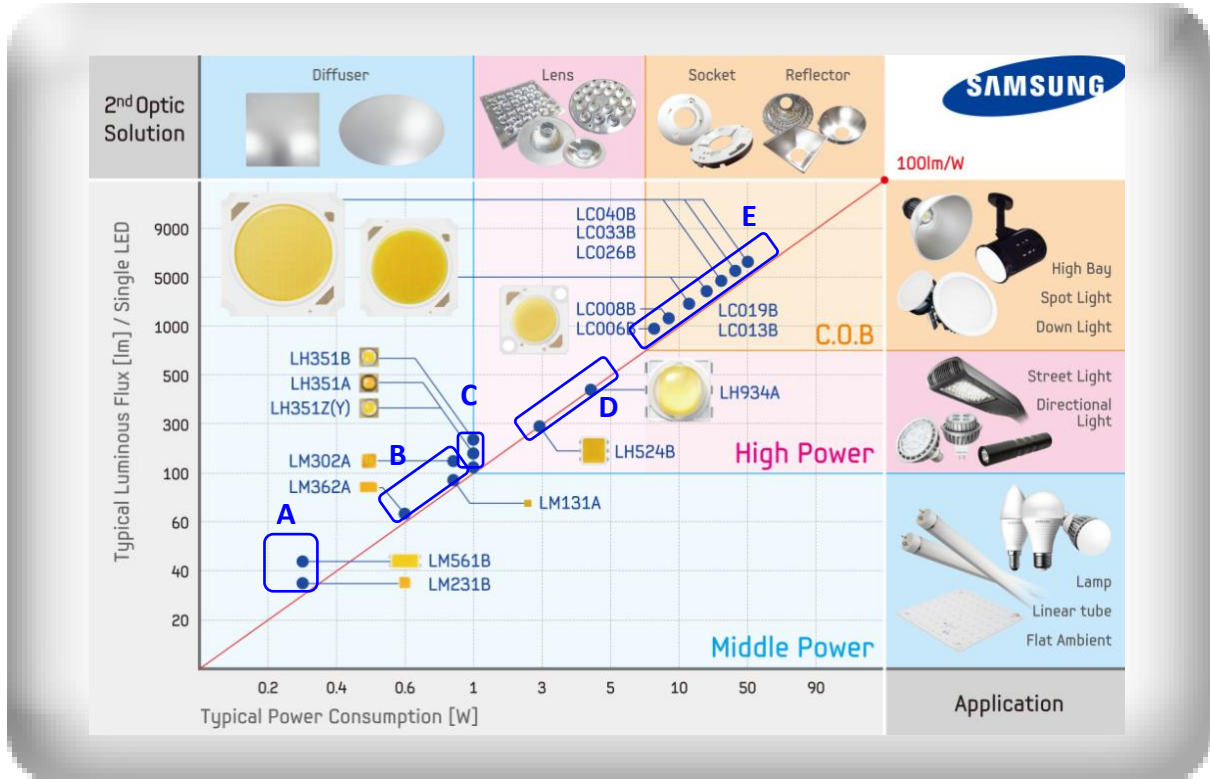 2nd Optic
Solution
Diffuser
Lens
Socket
Reflector
SAMSUNG
100lm/W
Typical Luminous Flux [lm] / Single LED
9000
5000
1000
500
300
100
60
40
20
LC040B
LC033B
LC026B
E
LC008B
LC006B
LC019B
LC013B
C.O.B
LH351B
LH351A
LH351Z(Y)
C
D
LH934A
LH524B
High Power
LM302A
LM362A
B
LM131A
A
LM561B
LM231B
Middle Power
0.2
0.4
0.6
1
3
5
10
50
90
Typical Power Consumption [W]
High Bay
Spot Light
Down Light
Street Light
Directional
Light
Lamp
Linear tube
Flat Ambient
Application